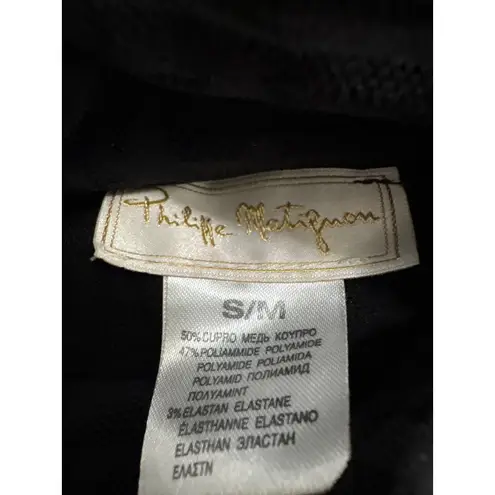 Philippe Matignon
S/M
50% CUPRO МЕДЬ ΚΟΥΠΡΟ
47% POLIAMMIDE POLYAMIDE
POLYAMIDE POLIAMIDA
POLYAMID ПОЛИАМИД
ΠΟΛΥΑΜΙΝΤ
3% ELASTAN ELASTANE
ÉLASTHANNE ELASTANO
ELASTHAN ЭЛАСТАН
ΕΛΑΣΤΝ